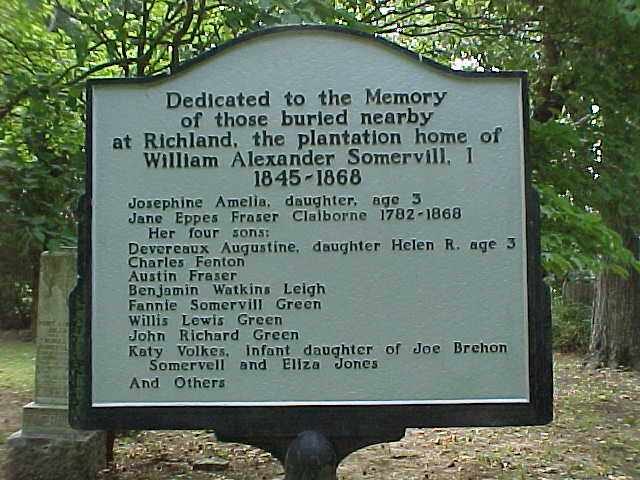 Dedicated to the Memory
of those buried nearby
at Richland, the plantation home of
William Alexander Somervill, I
1845-1868
Josephine Amelia, daughter, age 3
Jane Eppes Fraser Claiborne 1782-1868
Her four sons:
Devereaux Augustine, daughter Helen R. age 3
Charles Fenton
Austin Fraser
Benjamin Watkins Leigh
Fannie Somervill Green
Willis Lewis Green
John Richard Green
Katy Volkes, infant daughter of Joe Brehon
Somervell and Eliza Jones
And Others